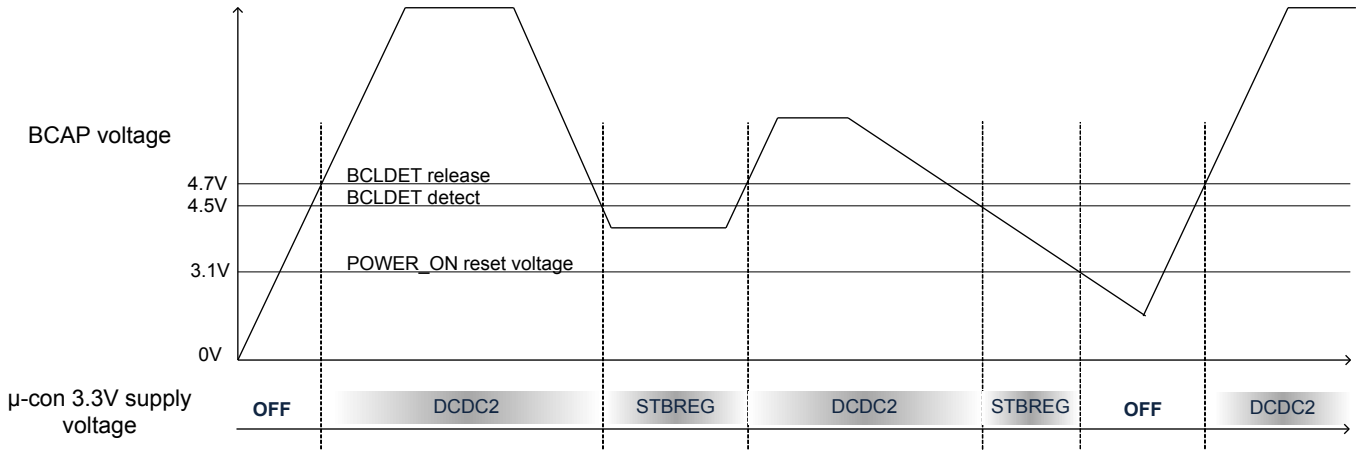 BCAP voltage
4.7V
BCLDET release
4.5V
BCLDET detect
3.1V
POWER_ON reset voltage
0V
μ-con 3.3V supply
voltage
OFF
DCDC2
STBREG
DCDC2
STBREG
OFF
DCDC2